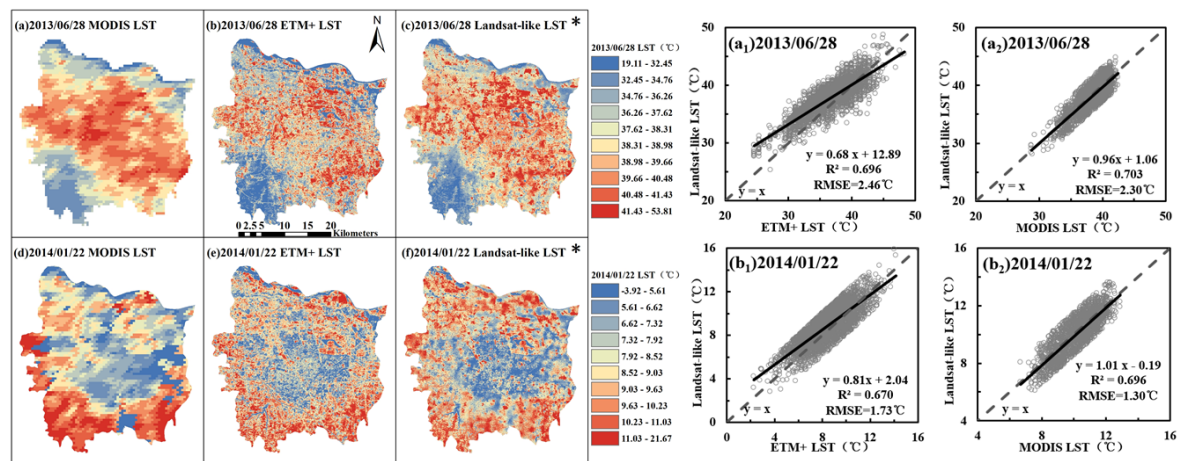 (a)2013/06/28 MODIS LST
(b)2013/06/28 ETM+ LST
N
(c)2013/06/28 Landsat-like LST *
2013/06/28 LST (℃)
19.11 - 32.45
32.45 - 34.76
34.76 - 36.26
36.26 - 37.62
37.62 - 38.31
38.31 - 38.98
38.98 - 39.66
39.66 - 40.48
40.48 - 41.43
41.43 - 53.81
0 2.5 5 10 15 20
Kilometers
(d)2014/01/22 MODIS LST
(e)2014/01/22 ETM+ LST
(f)2014/01/22 Landsat-like LST *
2014/01/22 LST (℃)
-3.92 - 5.61
5.61 - 6.62
6.62 - 7.32
7.32 - 7.92
7.92 - 8.52
8.52 - 9.03
9.03 - 9.63
9.63 - 10.23
10.23 - 11.03
11.03 - 21.67
(a₁)2013/06/28
Landsat-like LST（℃）
50
40
30
20
y = 0.68 x + 12.89
R² = 0.696
RMSE=2.46℃
y = x
20 30 40 50
ETM+ LST（℃）
(a₂)2013/06/28
Landsat-like LST（℃）
50
40
30
20
y = 0.96x + 1.06
R² = 0.703
RMSE=2.30℃
y = x
20 30 40 50
MODIS LST（℃）
(b₁)2014/01/22
Landsat-like LST（℃）
16
12
8
4
0
y = 0.81x + 2.04
R² = 0.670
RMSE=1.73℃
y = x
0 4 8 12 16
ETM+ LST（℃）
(b₂)2014/01/22
Landsat-like LST（℃）
16
14
12
10
8
6
4
y = 1.01 x - 0.19
R² = 0.696
RMSE=1.30℃
y = x
4 6 8 10 12 14 16
MODIS LST（℃）